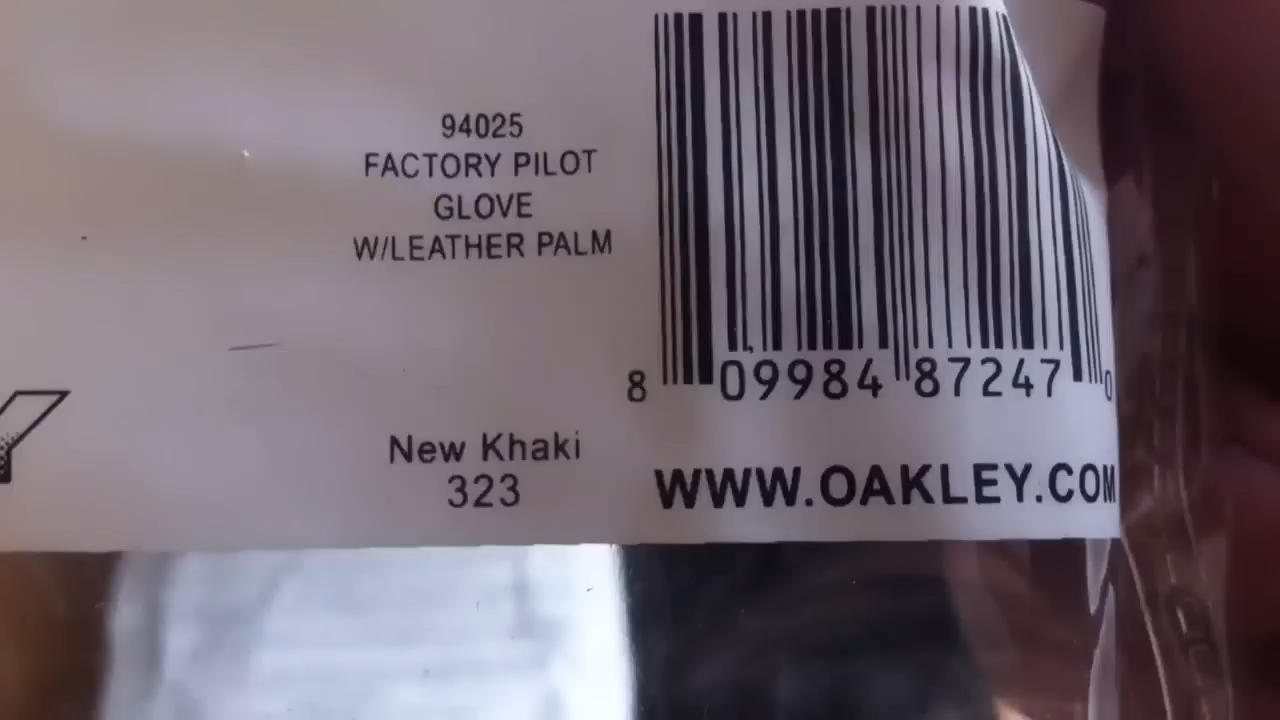 94025
FACTORY PILOT
GLOVE
W/LEATHER PALM
8 09984 87247 0
New Khaki
323
WWW.OAKLEY.COM